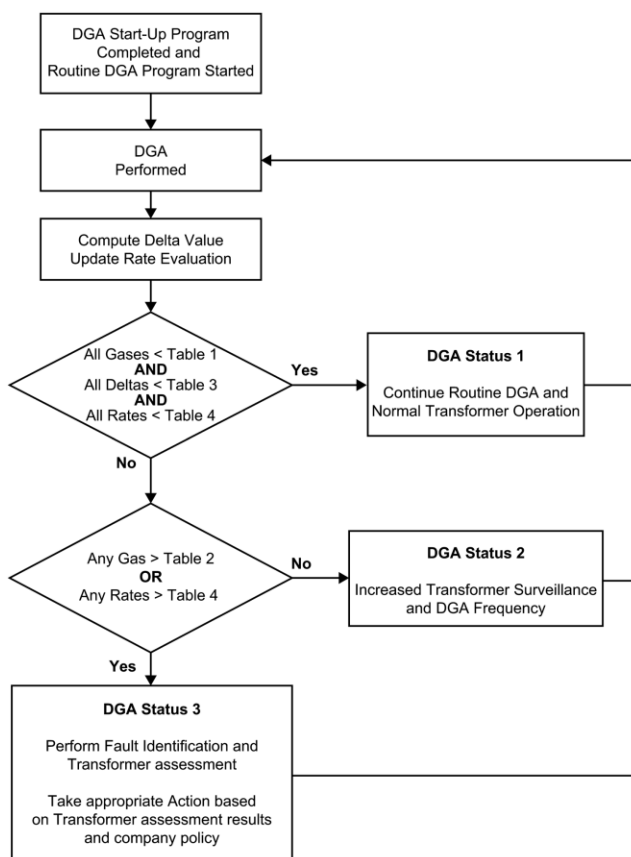 DGA Start-Up Program
Completed and
Routine DGA Program Started
DGA
Performed
Compute Delta Value
Update Rate Evaluation
All Gases < Table 1
AND
All Deltas < Table 3
AND
All Rates < Table 4
Yes
DGA Status 1
Continue Routine DGA and
Normal Transformer Operation
No
Any Gas > Table 2
OR
Any Rates > Table 4
No
DGA Status 2
Increased Transformer Surveillance
and DGA Frequency
Yes
DGA Status 3
Perform Fault Identification and
Transformer assessment
Take appropriate Action based
on Transformer assessment results
and company policy